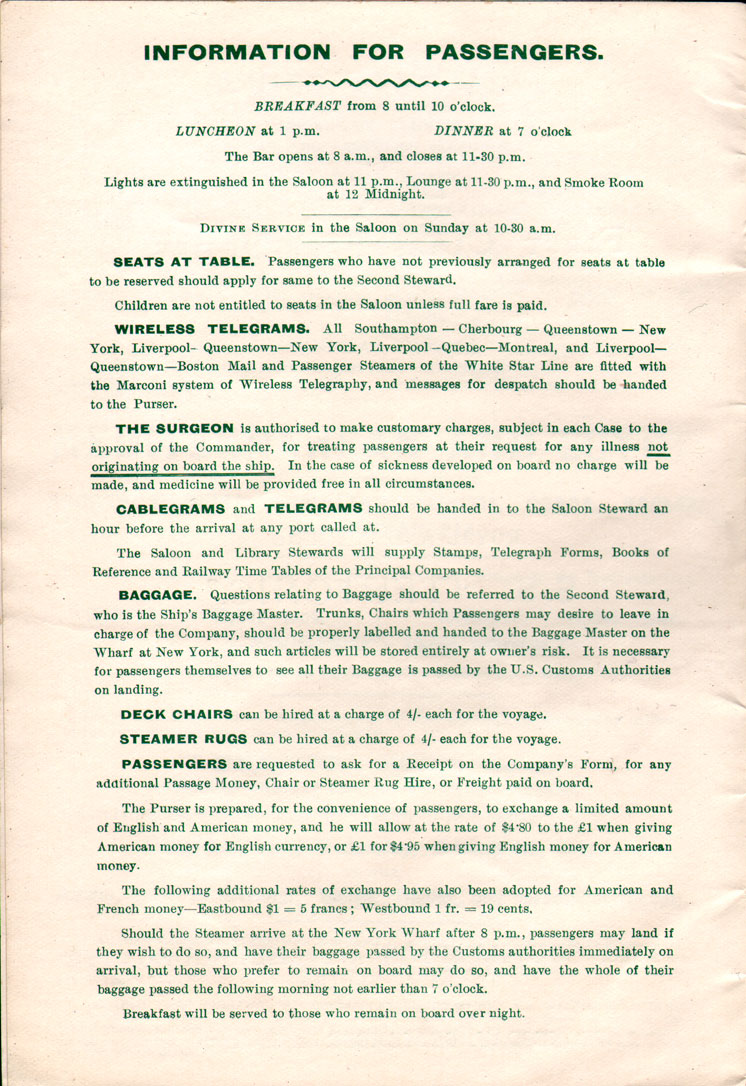 INFORMATION FOR PASSENGERS.
BREAKFAST from 8 until 10 o'clock.
LUNCHEON at 1 p.m. DINNER at 7 o'clock
The Bar opens at 8 a.m., and closes at 11-30 p.m.
Lights are extinguished in the Saloon at 11 p.m., Lounge at 11-30 p.m., and Smoke Room
at 12 Midnight.
DIVINE SERVICE in the Saloon on Sunday at 10-30 a.m.
SEATS AT TABLE. Passengers who have not previously arranged for seats at table
to be reserved should apply for same to the Second Steward.
Children are not entitled to seats in the Saloon unless full fare is paid.
WIRELESS TELEGRAMS. All Southampton — Cherbourg — Queenstown — New
York, Liverpool—Queenstown—New York, Liverpool—Quebec—Montreal, and Liverpool—
Queenstown—Boston Mail and Passenger Steamers of the White Star Line are fitted with
the Marconi system of Wireless Telegraphy, and messages for despatch should be handed
to the Purser.
THE SURGEON is authorised to make customary charges, subject in each Case to the
approval of the Commander, for treating passengers at their request for any illness not
originating on board the ship. In the case of sickness developed on board no charge will be
made, and medicine will be provided free in all circumstances.
CABLEGRAMS and TELEGRAMS should be handed in to the Saloon Steward an
hour before the arrival at any port called at.
The Saloon and Library Stewards will supply Stamps, Telegraph Forms, Books of
Reference and Railway Time Tables of the Principal Companies.
BAGGAGE. Questions relating to Baggage should be referred to the Second Steward,
who is the Ship's Baggage Master. Trunks, Chairs which Passengers may desire to leave in
charge of the Company, should be properly labelled and handed to the Baggage Master on the
Wharf at New York, and such articles will be stored entirely at owner's risk. It is necessary
for passengers themselves to see all their Baggage is passed by the U.S. Customs Authorities
on landing.
DECK CHAIRS can be hired at a charge of 4/- each for the voyage.
STEAMER RUGS can be hired at a charge of 4/- each for the voyage.
PASSENGERS are requested to ask for a Receipt on the Company's Form, for any
additional Passage Money, Chair or Steamer Rug Hire, or Freight paid on board.
The Purser is prepared, for the convenience of passengers, to exchange a limited amount
of English and American money, and he will allow at the rate of $4·80 to the £1 when giving
American money for English currency, or £1 for $4·95 when giving English money for American
money.
The following additional rates of exchange have also been adopted for American and
French money—Eastbound $1 = 5 francs; Westbound 1 fr. = 19 cents.
Should the Steamer arrive at the New York Wharf after 8 p.m., passengers may land if
they wish to do so, and have their baggage passed by the Customs authorities immediately on
arrival, but those who prefer to remain on board may do so, and have the whole of their
baggage passed the following morning not earlier than 7 o'clock.
Breakfast will be served to those who remain on board over night.